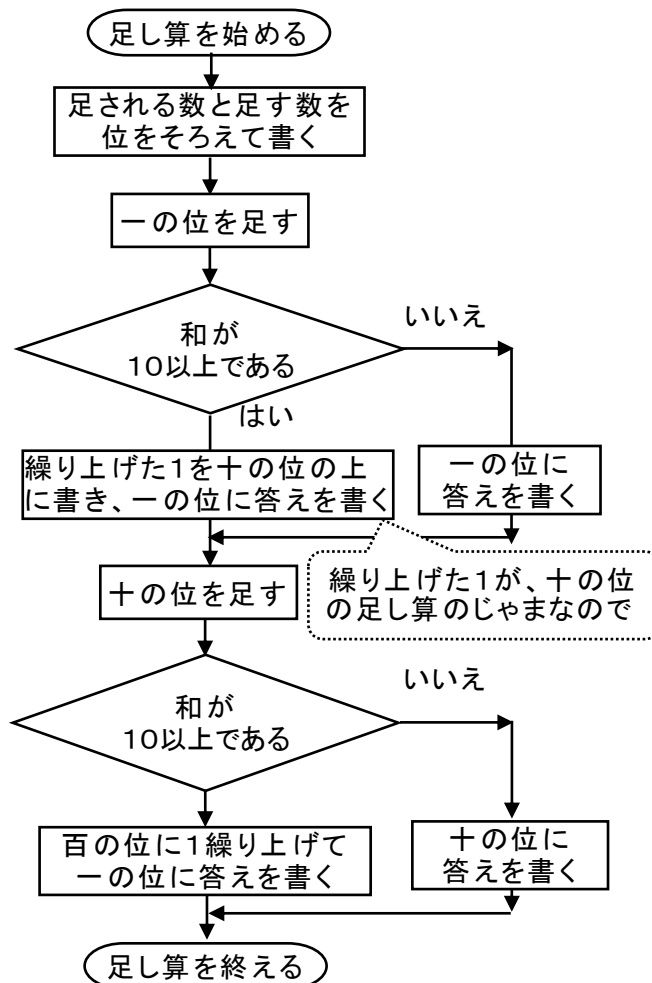 足し算を始める
足される数と足す数を
位をそろえて書く
一の位を足す
和が
10以上である
いいえ
はい
繰り上げた1を十の位の上
に書き、一の位に答えを書く
一の位に
答えを書く
繰り上げた1が、十の位
の足し算のじゃまなので
十の位を足す
和が
10以上である
いいえ
百の位に1繰り上げて
一の位に答えを書く
十の位に
答えを書く
足し算を終える